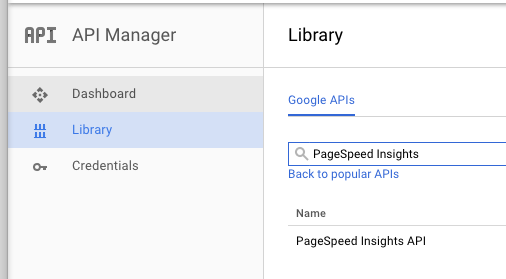 API API Manager
Dashboard
Library
Credentials
Library
Google APIs
PageSpeed Insights
Back to popular APIs
Name
PageSpeed Insights API